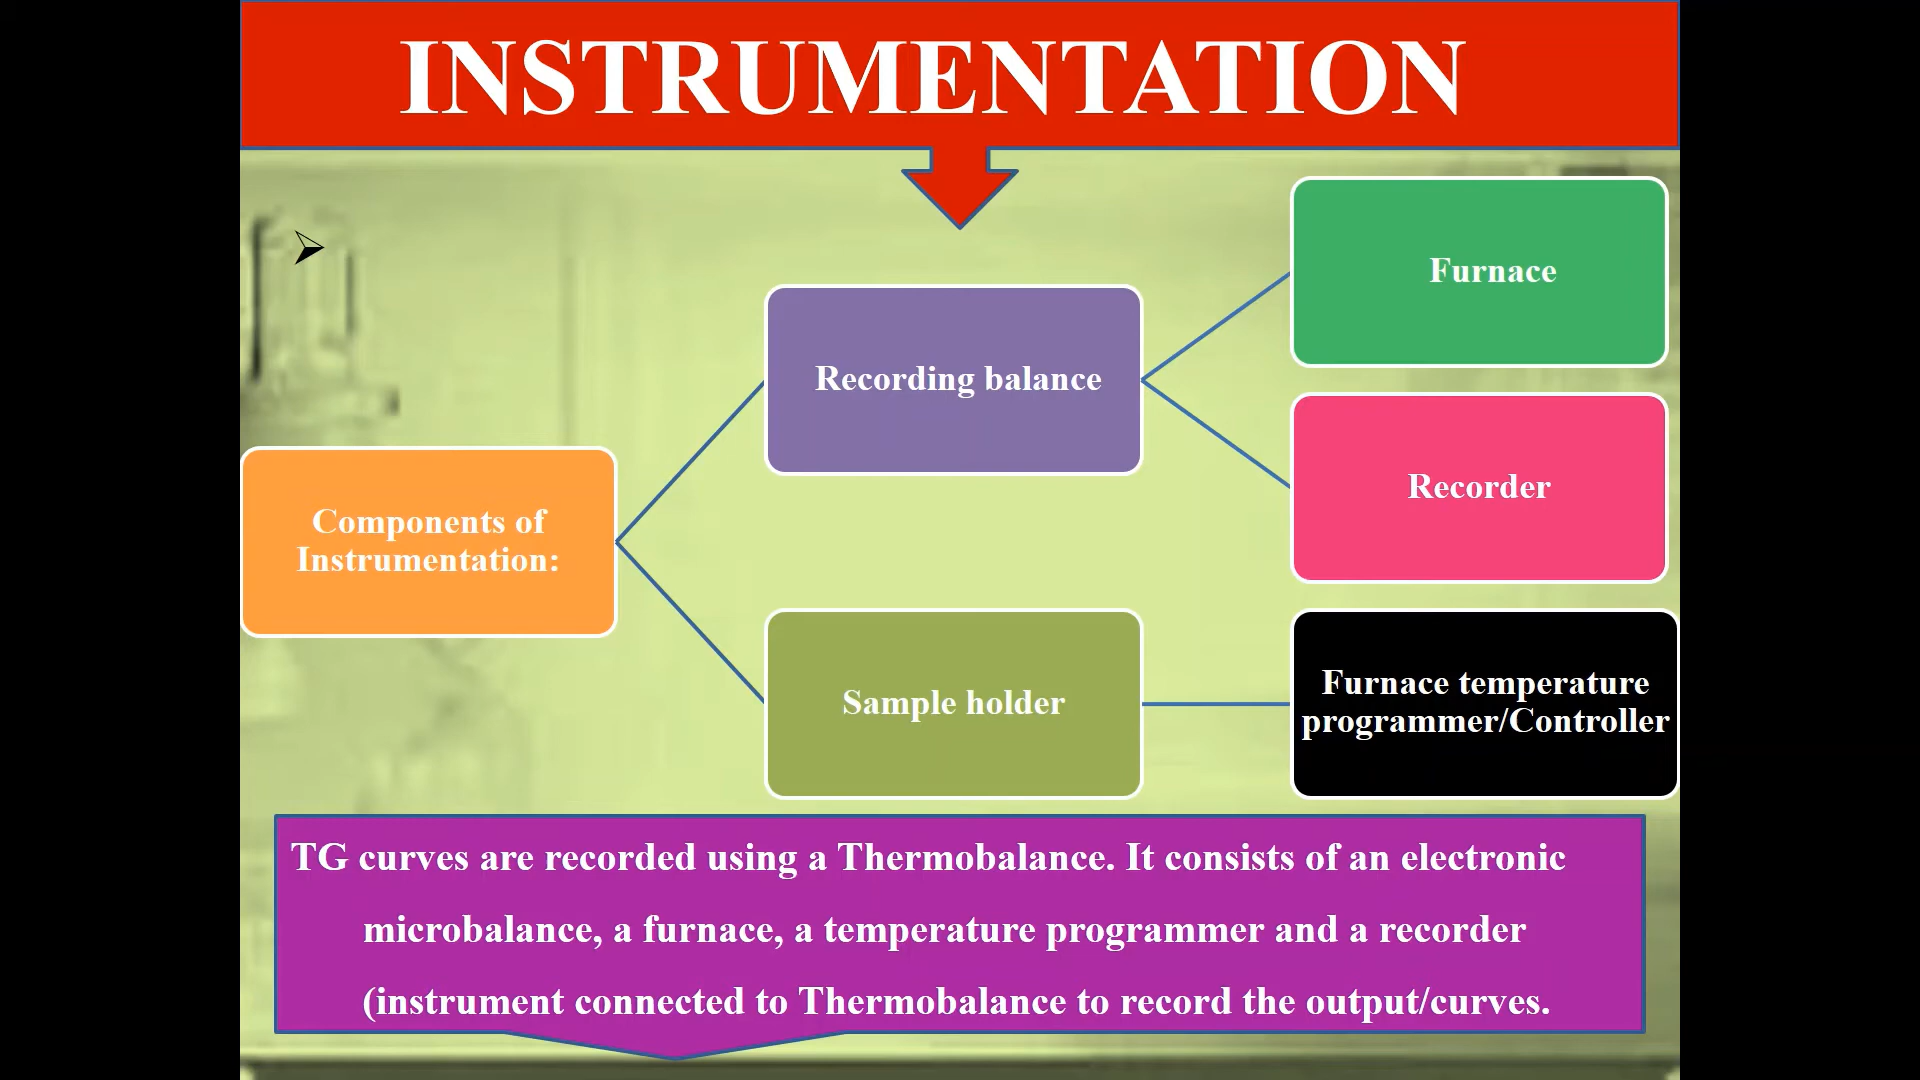 INSTRUMENTATION
Components of
Instrumentation:
Recording balance
Sample holder
Furnace
Recorder
Furnace temperature
programmer/Controller
TG curves are recorded using a Thermobalance. It consists of an electronic
microbalance, a furnace, a temperature programmer and a recorder
(instrument connected to Thermobalance to record the output/curves.